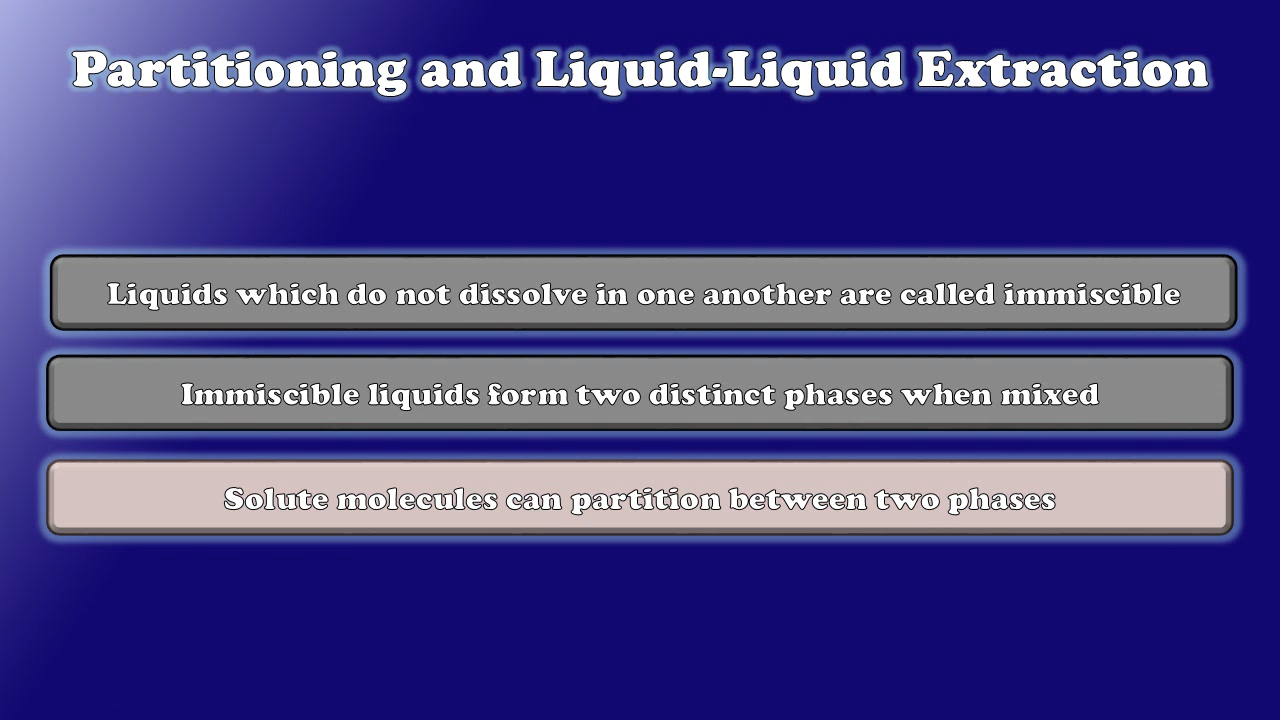 Partitioning and Liquid-Liquid Extraction
Liquids which do not dissolve in one another are called immiscible
Immiscible liquids form two distinct phases when mixed
Solute molecules can partition between two phases